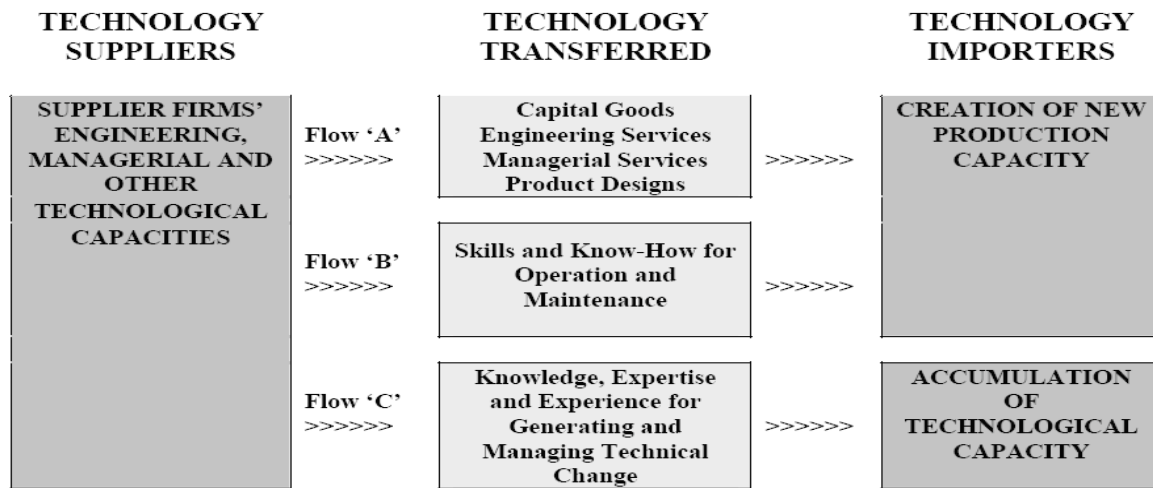 TECHNOLOGY
SUPPLIERS
TECHNOLOGY
TRANSFERRED
TECHNOLOGY
IMPORTERS
SUPPLIER FIRMS’
ENGINEERING,
MANAGERIAL AND
OTHER
TECHNOLOGICAL
CAPACITIES
Flow ‘A’
>>>>>>
Capital Goods
Engineering Services
Managerial Services
Product Designs
>>>>>>
CREATION OF NEW
PRODUCTION
CAPACITY
Flow ‘B’
>>>>>>
Skills and Know-How for
Operation and
Maintenance
>>>>>>
Flow ‘C’
>>>>>>
Knowledge, Expertise
and Experience for
Generating and
Managing Technical
Change
>>>>>>
ACCUMULATION
OF
TECHNOLOGICAL
CAPACITY